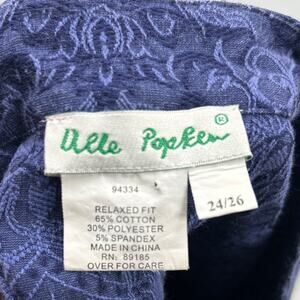 Ulla Popken ®
94334
24/26
RELAXED FIT
65% COTTON
30% POLYESTER
5% SPANDEX
MADE IN CHINA
RN: 89185
OVER FOR CARE